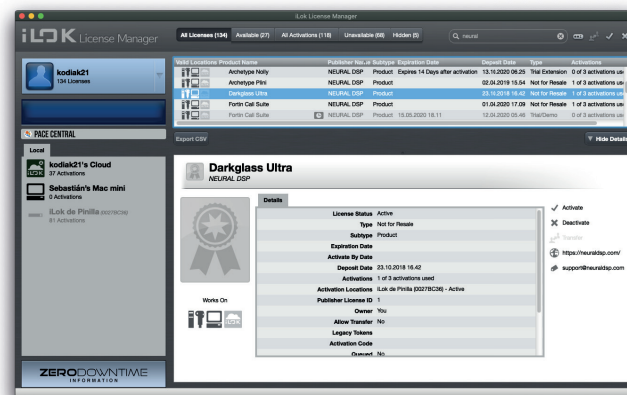 iLok License Manager
iLOK License Manager
All Licenses (134) Available (27) All Activations (118) Unavailable (68) Hidden (5) neural
kodiak21
134 Licenses
Valid Locations Product Name Publisher Subtype Expiration Date Deposit Date Type Activations
Archetype Nolly NEURAL DSP Product Expires 14 Days after activation 13.10.2020 06.25 Trial Extension 0 of 3 activations
Archetype Plini NEURAL DSP Product 02.04.2019 15.54 Not for Resale 1 of 3 activations
Darkglass Ultra NEURAL DSP Product 23.10.2018 16.42 Not for Resale 1 of 3 activations
Fortin Cali Suite NEURAL DSP Product 01.04.2020 17.09 Not for Resale 0 of 3 activations
Fortin Cali Suite NEURAL DSP Product 15.05.2020 18.11 12.04.2020 05.46 Trial/Demo 0 of 3 activations
PACE CENTRAL
Local
kodiak21's Cloud
37 Activations
Sebastián's Mac mini
0 Activations
iLok de Pinilla (0027BC36)
81 Activations
Export CSV
Hide Details
Darkglass Ultra
NEURAL DSP
Works On
iLOK
Details
License Status Active
Type Not for Resale
Subtype Product
Expiration Date
Activate By Date
Deposit Date 23.10.2018 16.42
Activations 1 of 3 activations used
Activation Locations iLok de Pinilla (0027BC36) - Active
Publisher License ID 1
Owner You
Allow Transfer No
Legacy Tokens
Activation Code
Queued No
Activate
Deactivate
Transfer
https://neuraldsp.com/
support@neuraldsp.com
ZERODOWNTIME
INFORMATION